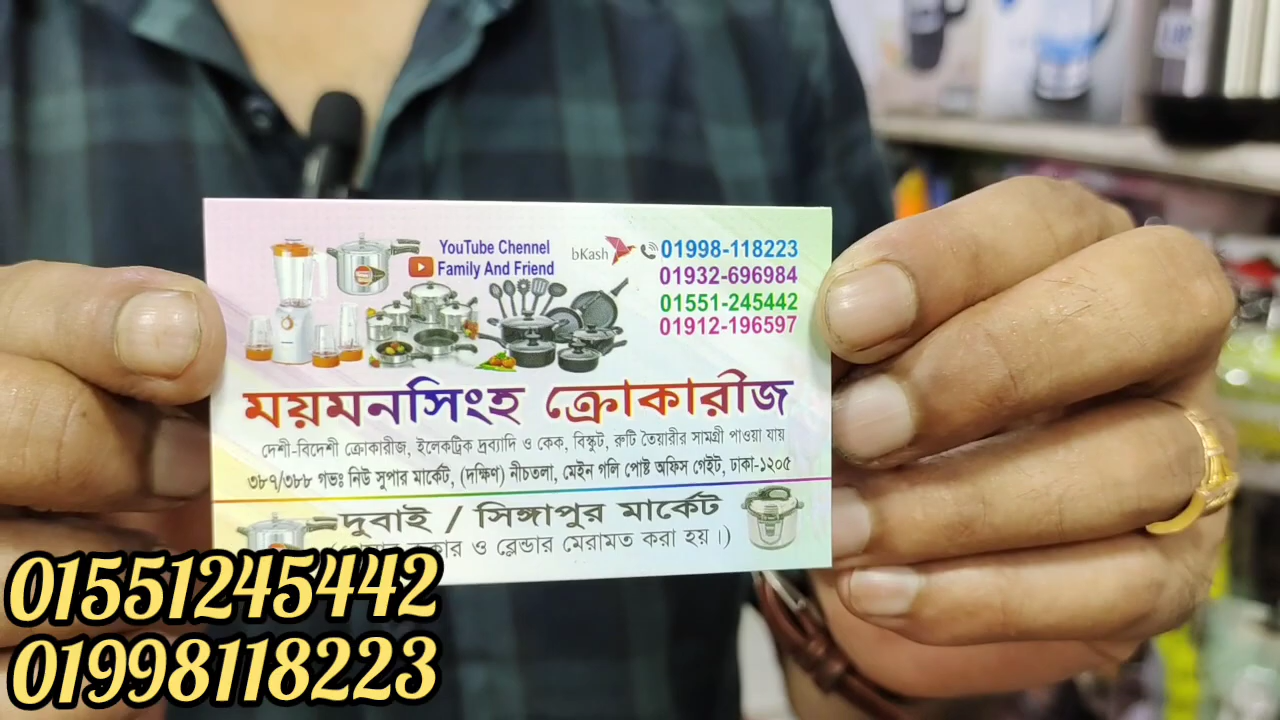 YouTube Chennel
Family And Friend
bKash
01998-118223
01932-696984
01551-245442
01912-196597
ময়মনসিংহ ক্রোকারীজ
দেশী-বিদেশী ক্রোকারীজ, ইলেকট্রিক দ্রব্যাদি ও কেক, বিস্কুট, রুটি তৈয়ারীর সামগ্রী পাওয়া যায়
৩৮৭/৩৮৮ গভঃ নিউ সুপার মার্কেট, (দক্ষিণ) নীচতলা, মেইন গলি পোষ্ট অফিস গেইট, ঢাকা-১২০৫
দুবাই / সিঙ্গাপুর মার্কেট
ও ব্লেন্ডার মেরামত করা হয়।)
01551245442
01998118223